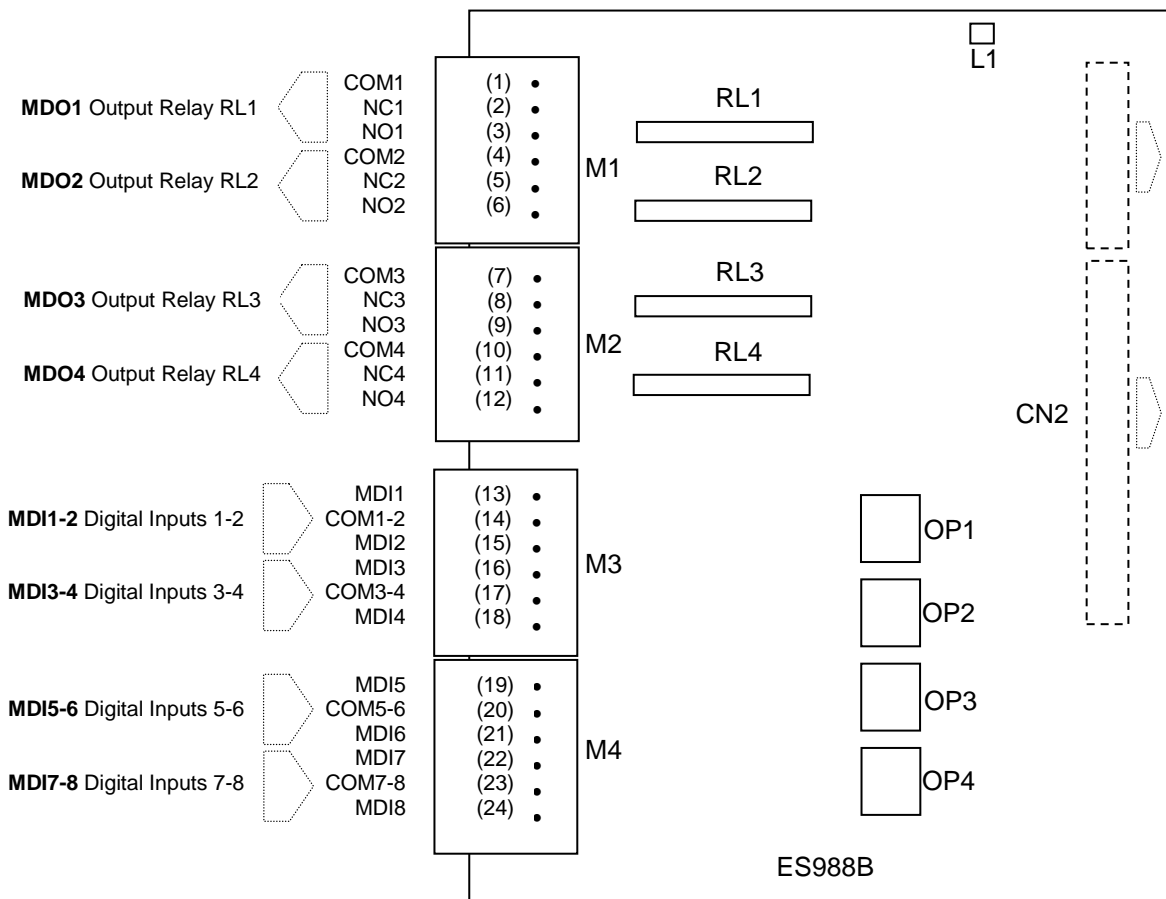 L1
COM1 (1)
MDO1 Output Relay RL1 NC1 (2) RL1
NO1 (3)
COM2 (4) M1
MDO2 Output Relay RL2 NC2 (5) RL2
NO2 (6)
COM3 (7) RL3
MDO3 Output Relay RL3 NC3 (8)
NO3 (9)
COM4 (10) M2 RL4
MDO4 Output Relay RL4 NC4 (11)
NO4 (12)
CN2
MDI1 (13)
MDI1-2 Digital Inputs 1-2 COM1-2 (14) OP1
MDI2 (15)
MDI3 (16) M3
MDI3-4 Digital Inputs 3-4 COM3-4 (17)
MDI4 (18) OP2
MDI5 (19)
MDI5-6 Digital Inputs 5-6 COM5-6 (20) OP3
MDI6 (21)
MDI7 (22) M4
MDI7-8 Digital Inputs 7-8 COM7-8 (23) OP4
MDI8 (24)
ES988B